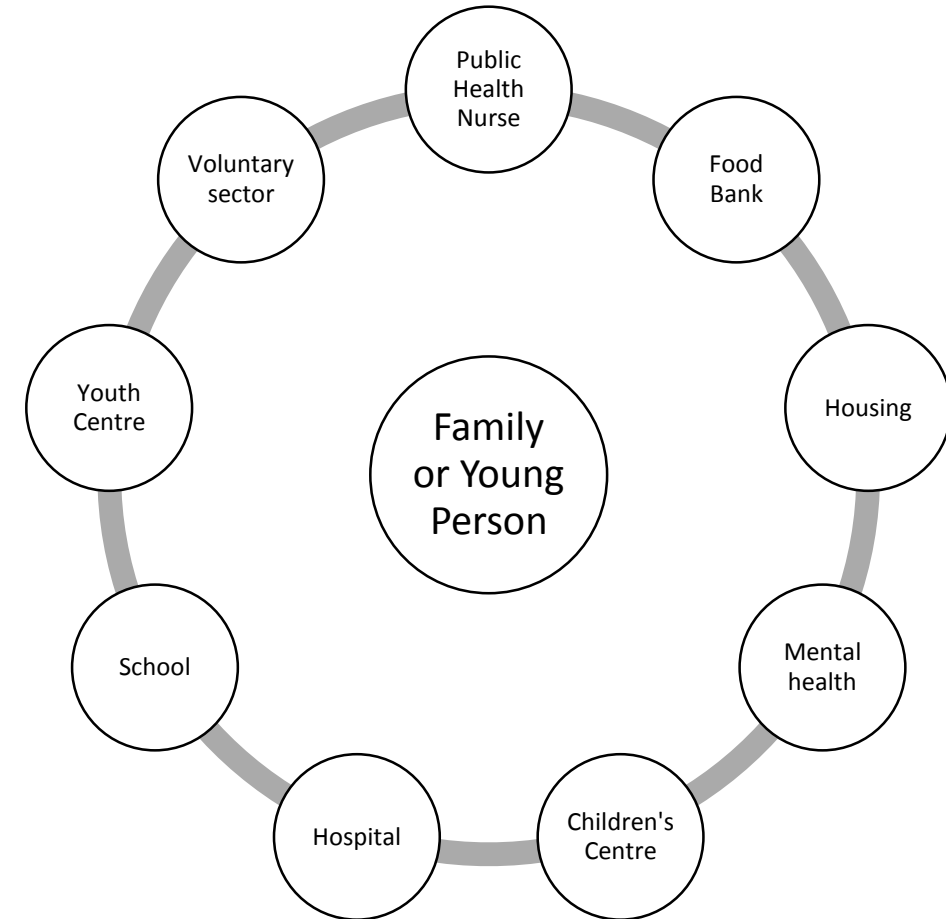 Public
Health
Nurse
Food
Bank
Housing
Mental
health
Children's
Centre
Hospital
School
Youth
Centre
Voluntary
sector
Family
or Young
Person